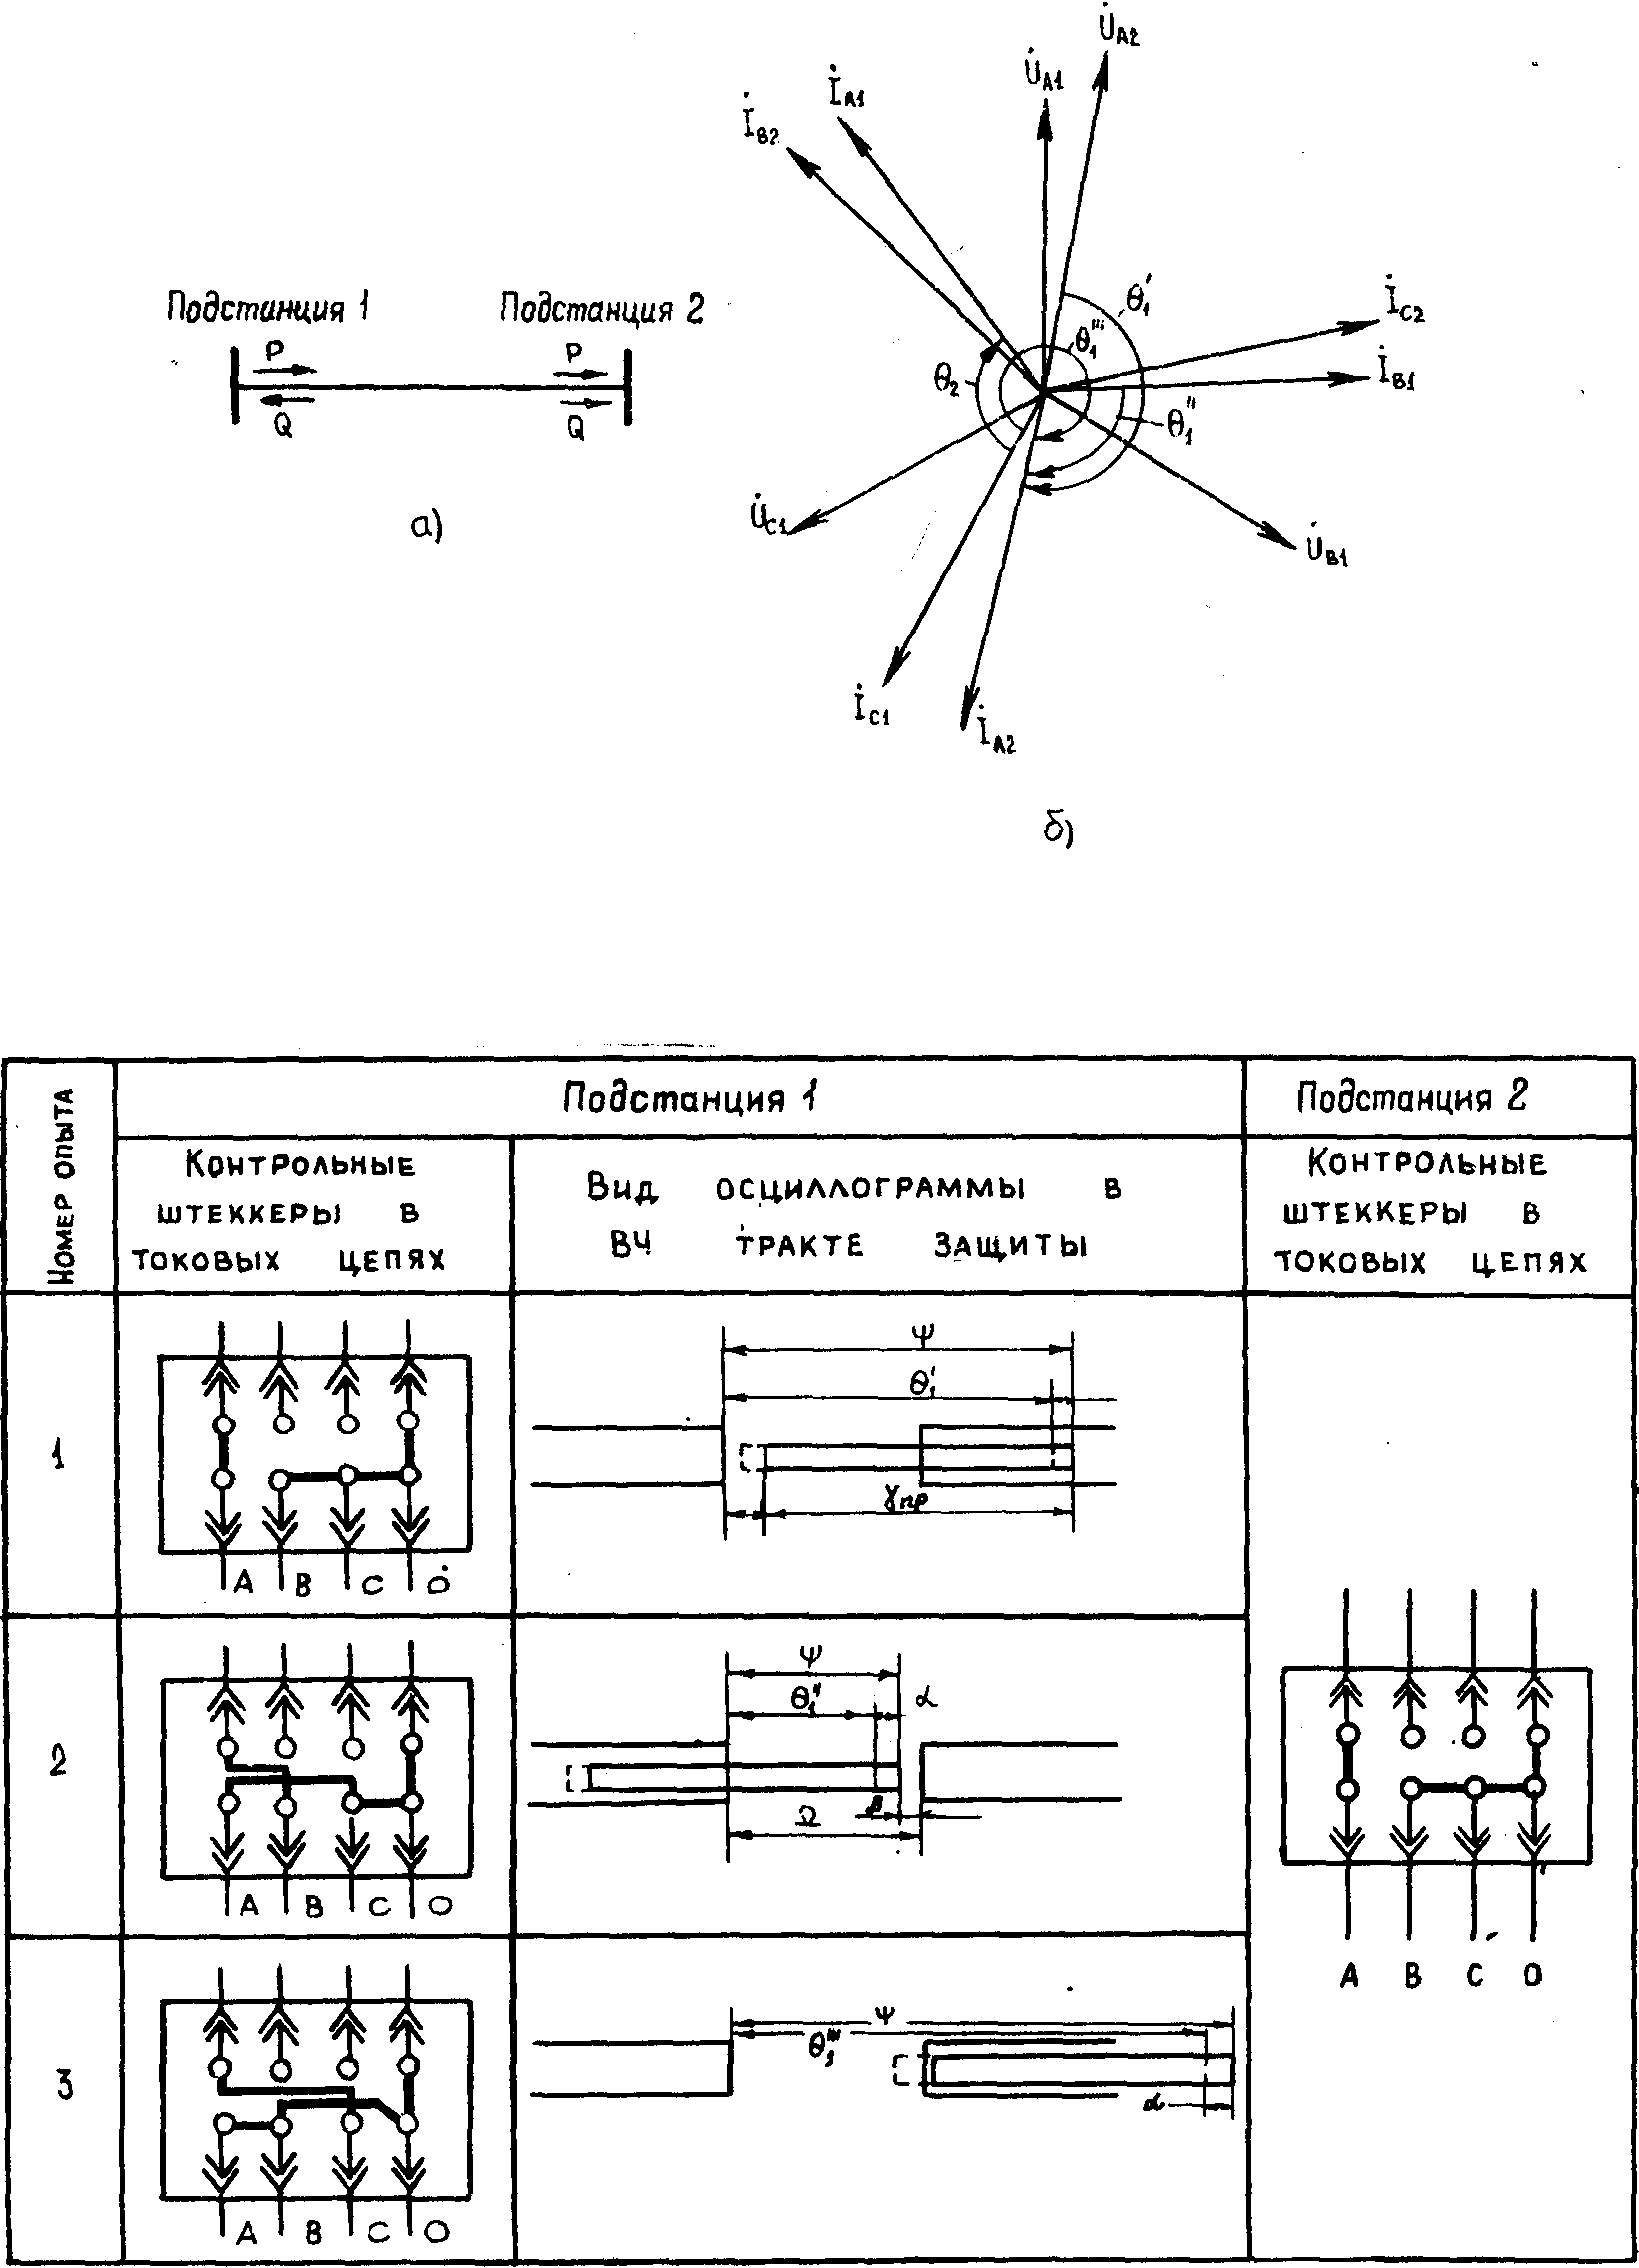 Подстанция 1
Подстанция 2
P
Q
P
Q
а)
U̇A2
U̇A1
İA1
İB2
θ₁'
θ₁'''
İC2
İB1
θ₂
θ₁''
U̇C1
U̇B1
İC1
İA2
б)
Номер опыта
Подстанция 1
Подстанция 2
Контрольные
штеккеры в
токовых цепях
Вид осциллограммы в
ВЧ тракте защиты
Контрольные
штеккеры в
токовых цепях
1
Ψ
θ₁'
γпр
A B C O
2
Ψ
θ₁'' α
β
Ω
A B C O
A B C O
3
Ψ
θ₁'''
α
A B C O